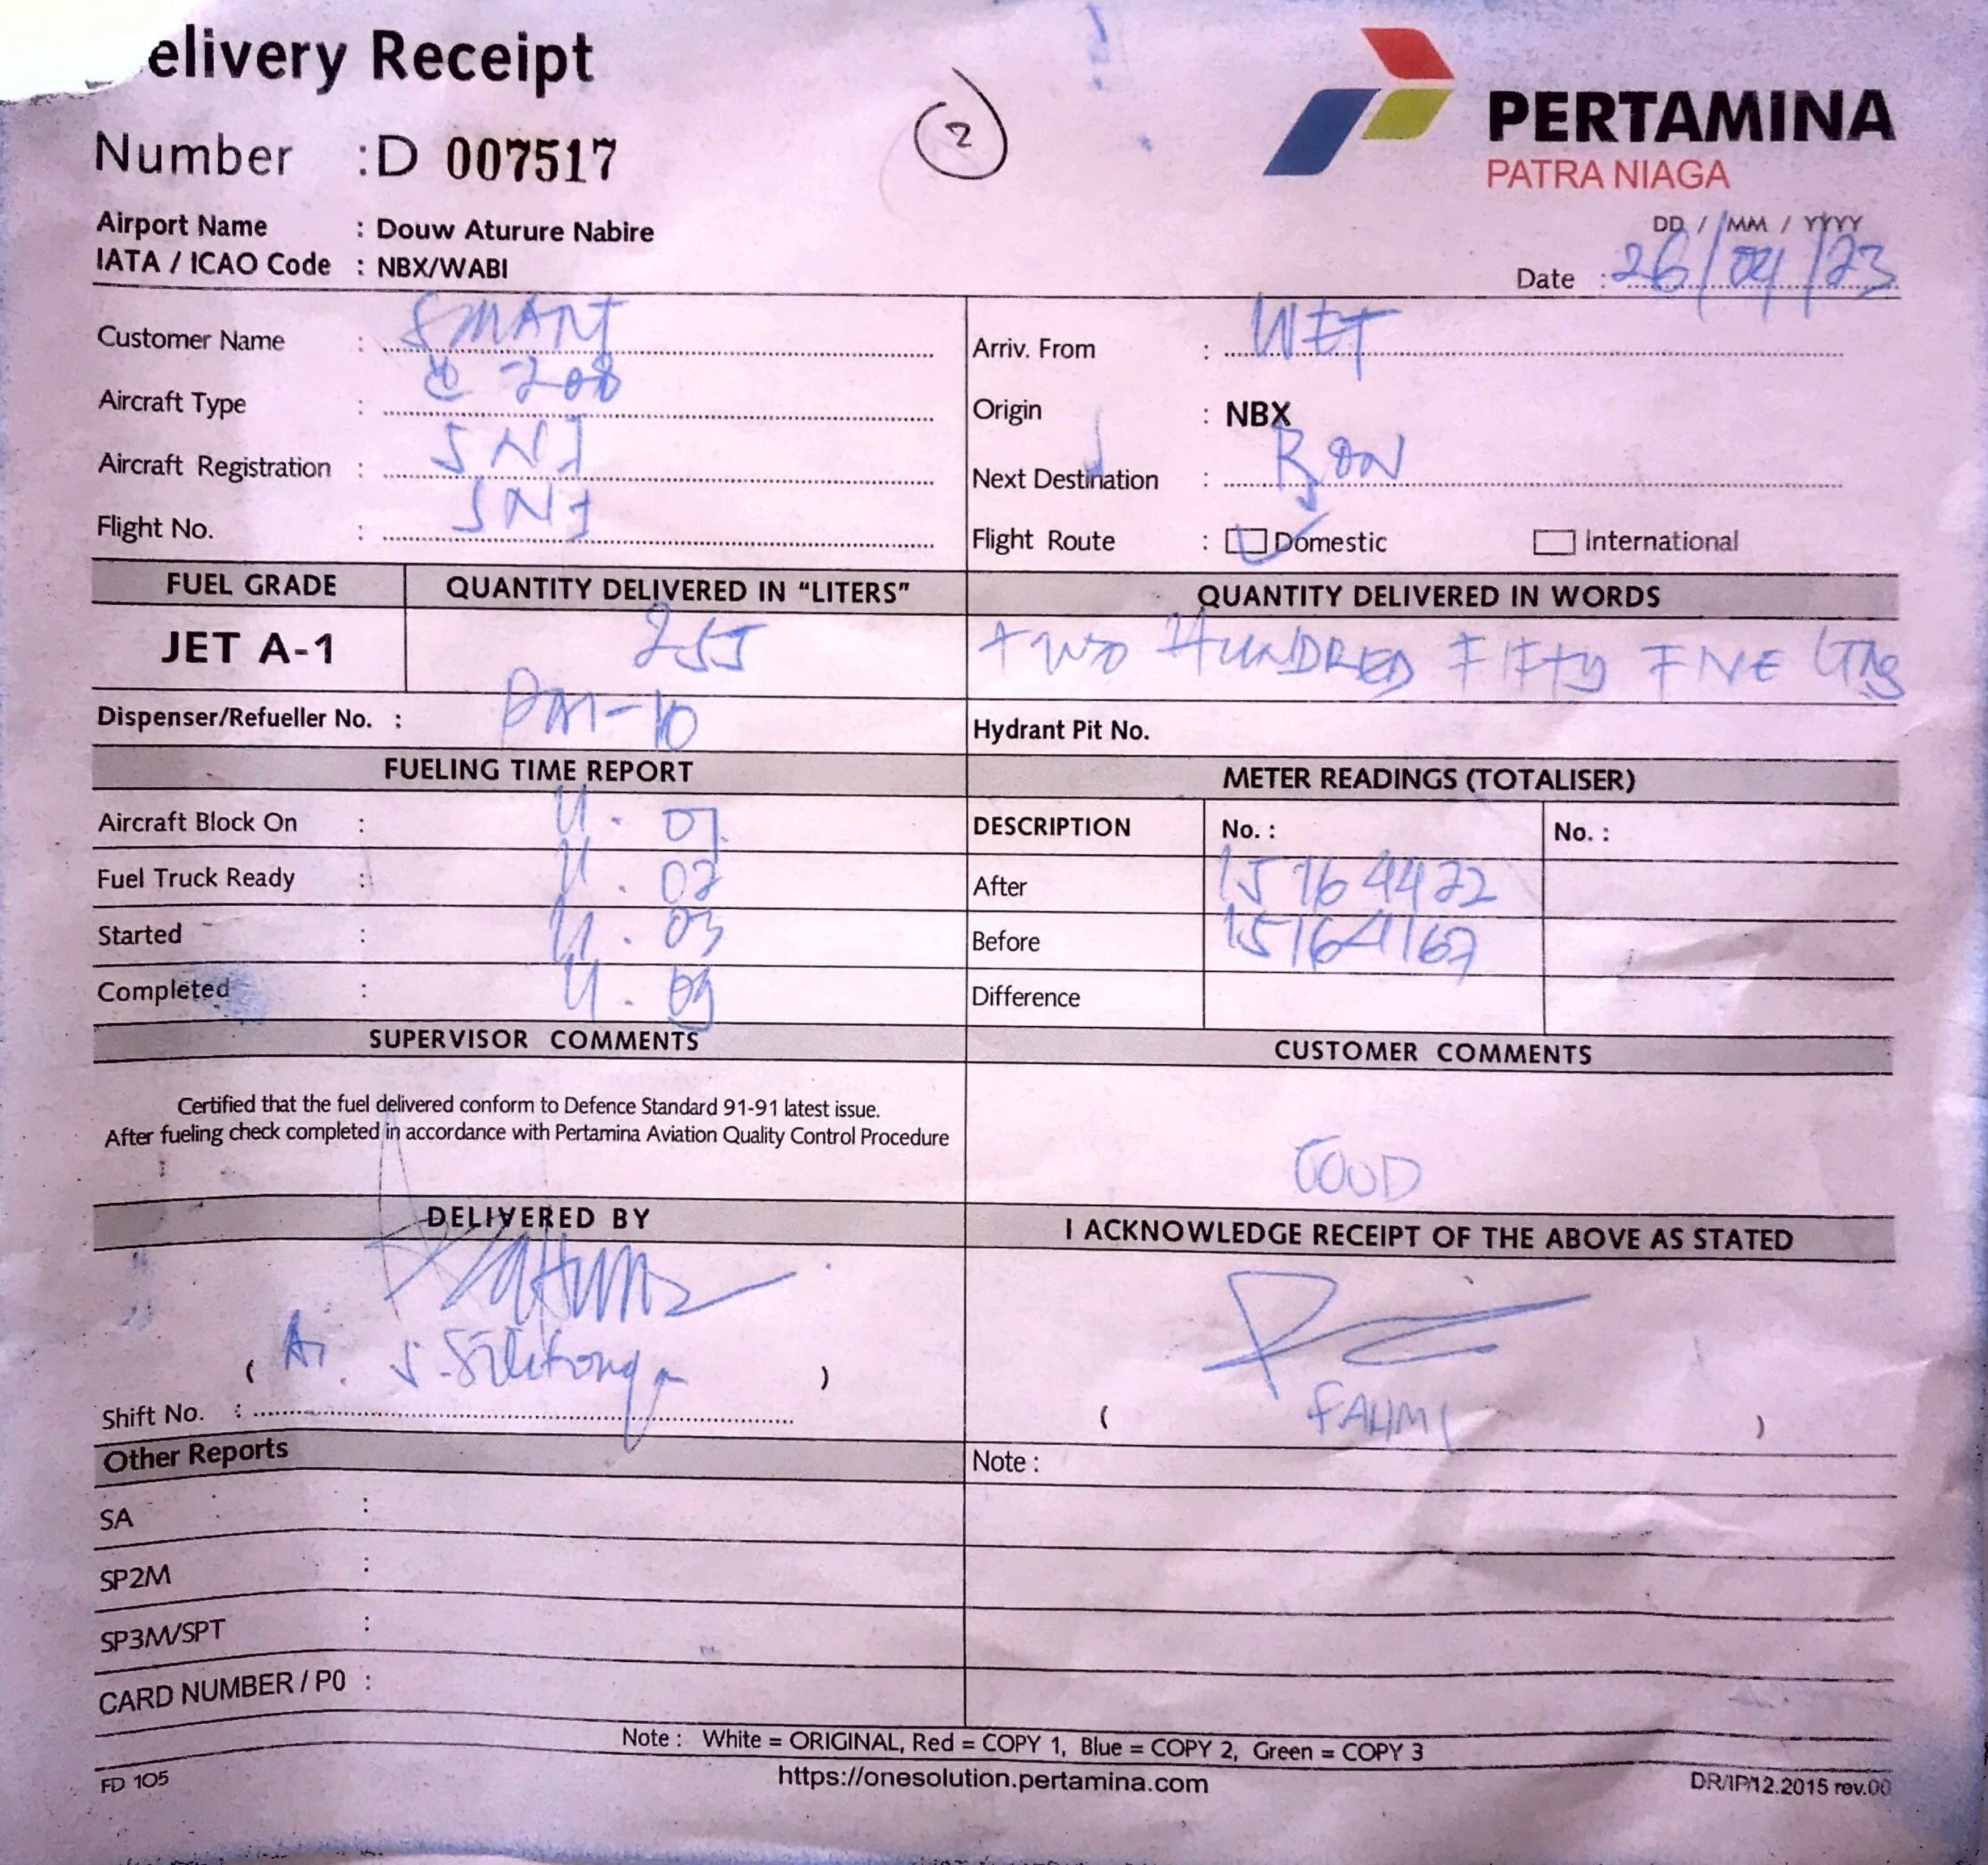 elivery Receipt
2
PERTAMINA
PATRA NIAGA
Number :D 007517
Airport Name : Douw Aturure Nabire
IATA / ICAO Code : NBX/WABI
DD / MM / YYYY
Date : 26/04/23
Customer Name : SMART
Aircraft Type : C 208
Aircraft Registration : SNJ
Flight No. : SNJ
Arriv. From : WET
Origin : NBX
Next Destination : RON
Flight Route : Domestic International
FUEL GRADE QUANTITY DELIVERED IN "LITERS" QUANTITY DELIVERED IN WORDS
JET A-1 255 TWO HUNDRED FIFTY FIVE LTRS
Dispenser/Refueller No. : Hydrant Pit No.
FUELING TIME REPORT METER READINGS (TOTALISER)
Aircraft Block On : 11. DESCRIPTION No. : No. :
Fuel Truck Ready : 11.02 After 15164422
Started : 11.03 Before 15164167
Completed : 11.09 Difference
SUPERVISOR COMMENTS CUSTOMER COMMENTS
Certified that the fuel delivered conform to Defence Standard 91-91 latest issue.
After fueling check completed in accordance with Pertamina Aviation Quality Control Procedure
GOOD
DELIVERED BY I ACKNOWLEDGE RECEIPT OF THE ABOVE AS STATED
( )
Shift No. :
( FAHMI )
Other Reports Note :
SA :
SP2M :
SP3M/SPT :
CARD NUMBER / P0 :
Note : White = ORIGINAL, Red = COPY 1, Blue = COPY 2, Green = COPY 3
https://onesolution.pertamina.com
FD 105 DR/IP/12.2015 rev.00